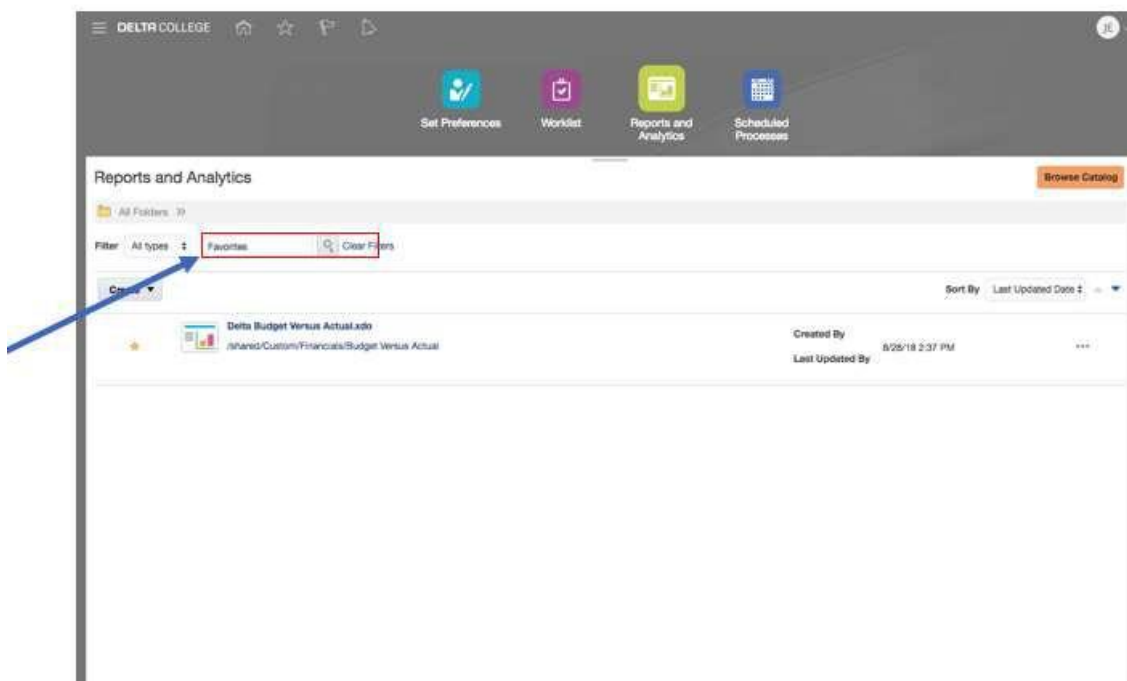 DELTA COLLEGE
JE
Set Preferences
Worklist
Reports and
Analytics
Scheduled
Processes
Reports and Analytics
Browse Catalog
All Folders
Filter All types Favorites Clear Filters
Create Sort By Last Updated Date
Delta Budget Versus Actual.xdo
/shared/Custom/Financials/Budget Versus Actual
Created By
8/28/18 2:37 PM
Last Updated By